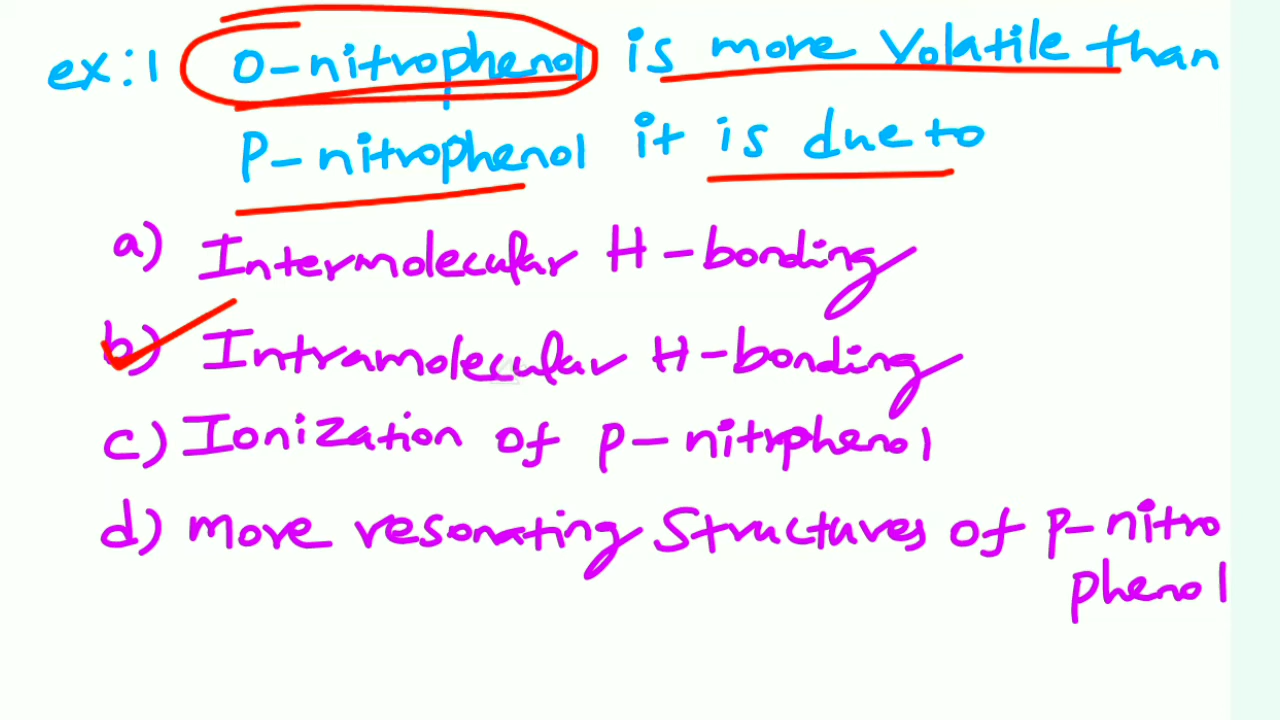 ex:1 O-nitrophenol is more volatile than
P-nitrophenol it is due to
a) Intermolecular H-bonding
b) Intramolecular H-bonding
c) Ionization of p-nitrphenol
d) More resonating structures of p-nitro
phenol